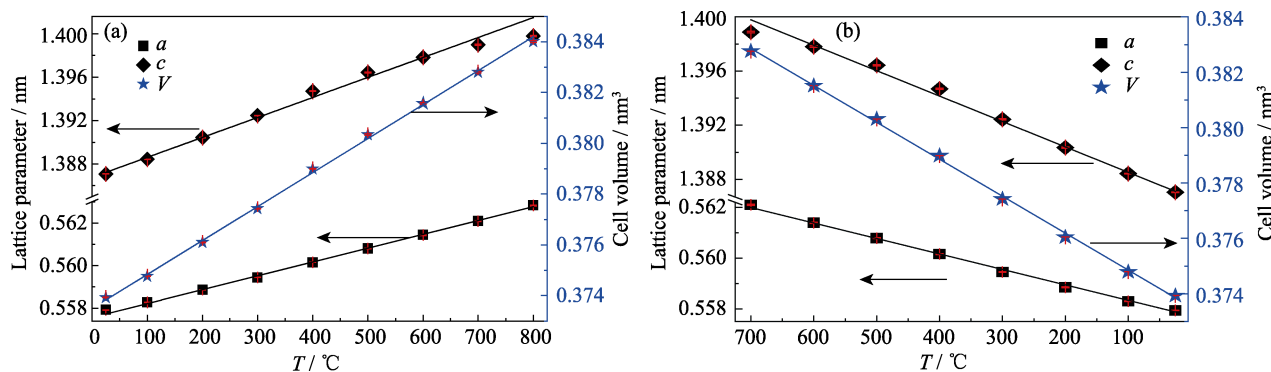 (a)
a
c
V
Lattice parameter / nm
1.400
1.396
1.392
1.388
0.562
0.560
0.558
0 100 200 300 400 500 600 700 800
T / ℃
0.384
0.382
0.380
0.378
0.376
0.374
Cell volume / nm³
(b)
a
c
V
Lattice parameter / nm
1.400
1.396
1.392
1.388
0.562
0.560
0.558
700 600 500 400 300 200 100
T / ℃
0.384
0.382
0.380
0.378
0.376
0.374
Cell volume / nm³